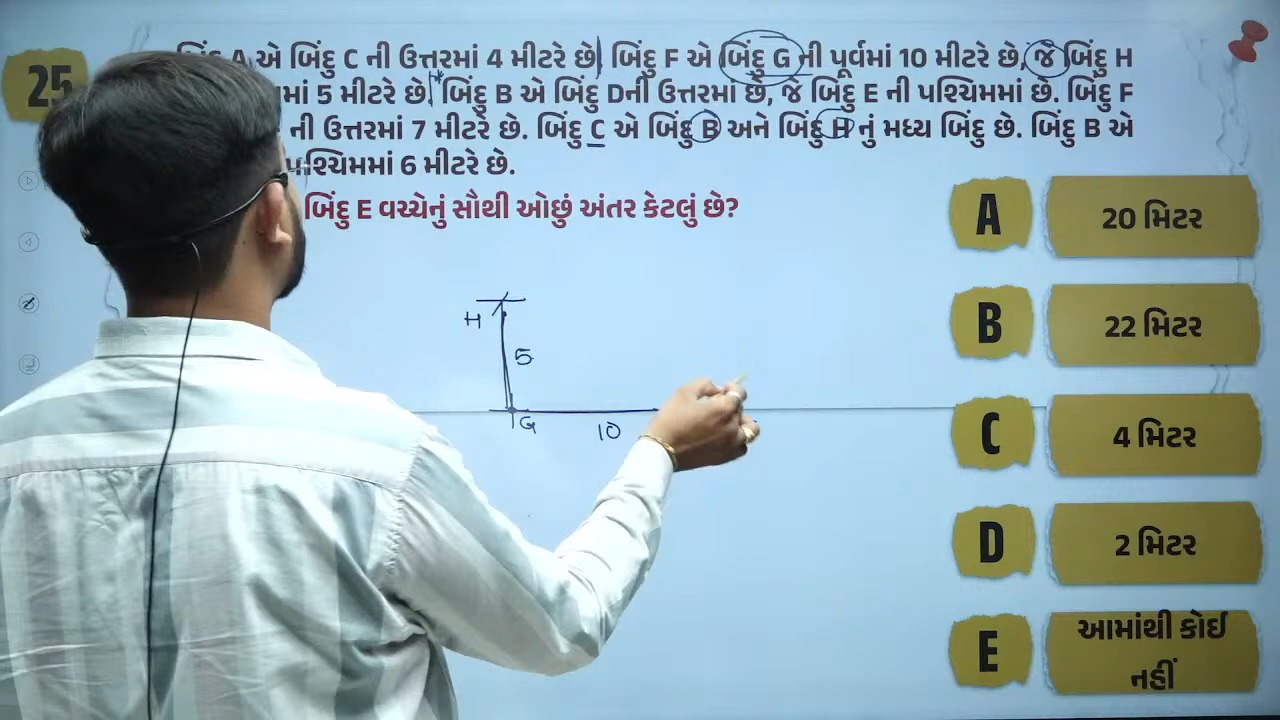 25
બિંદુ A એ બિંદુ C ની ઉત્તરમાં 4 મીટરે છે. બિંદુ F એ બિંદુ G ની પૂર્વમાં 10 મીટરે છે, જે બિંદુ H
માં 5 મીટરે છે. બિંદુ B એ બિંદુ Dની ઉત્તરમાં છે, જે બિંદુ E ની પશ્ચિમમાં છે. બિંદુ F
ની ઉત્તરમાં 7 મીટરે છે. બિંદુ C એ બિંદુ B અને બિંદુ H નું મધ્ય બિંદુ છે. બિંદુ B એ
પશ્ચિમમાં 6 મીટરે છે.
બિંદુ E વચ્ચેનું સૌથી ઓછું અંતર કેટલું છે?
A 20 મિટર
B 22 મિટર
C 4 મિટર
D 2 મિટર
E આમાંથી કોઈ
નહીં
H
5
G
10